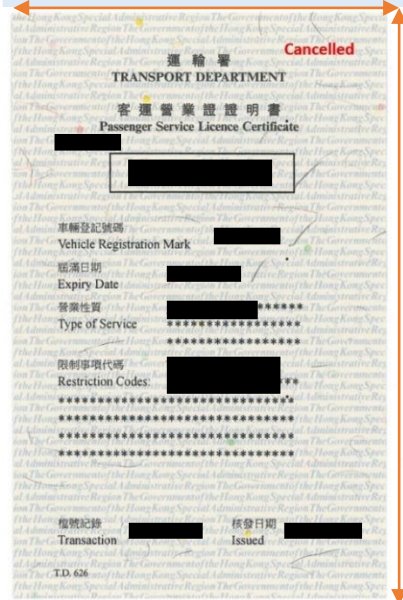 Cancelled
運輸署
TRANSPORT DEPARTMENT
客運營業證證明書
Passenger Service Licence Certificate
車輛登記號碼
Vehicle Registration Mark
屆滿日期
Expiry Date
營業性質
******
Type of Service
*****************
*****************
限制事項代碼
Restriction Codes:
**
******************************
******************************
******************************
******************************
檔號紀錄
核發日期
Transaction
Issued
T.D. 626